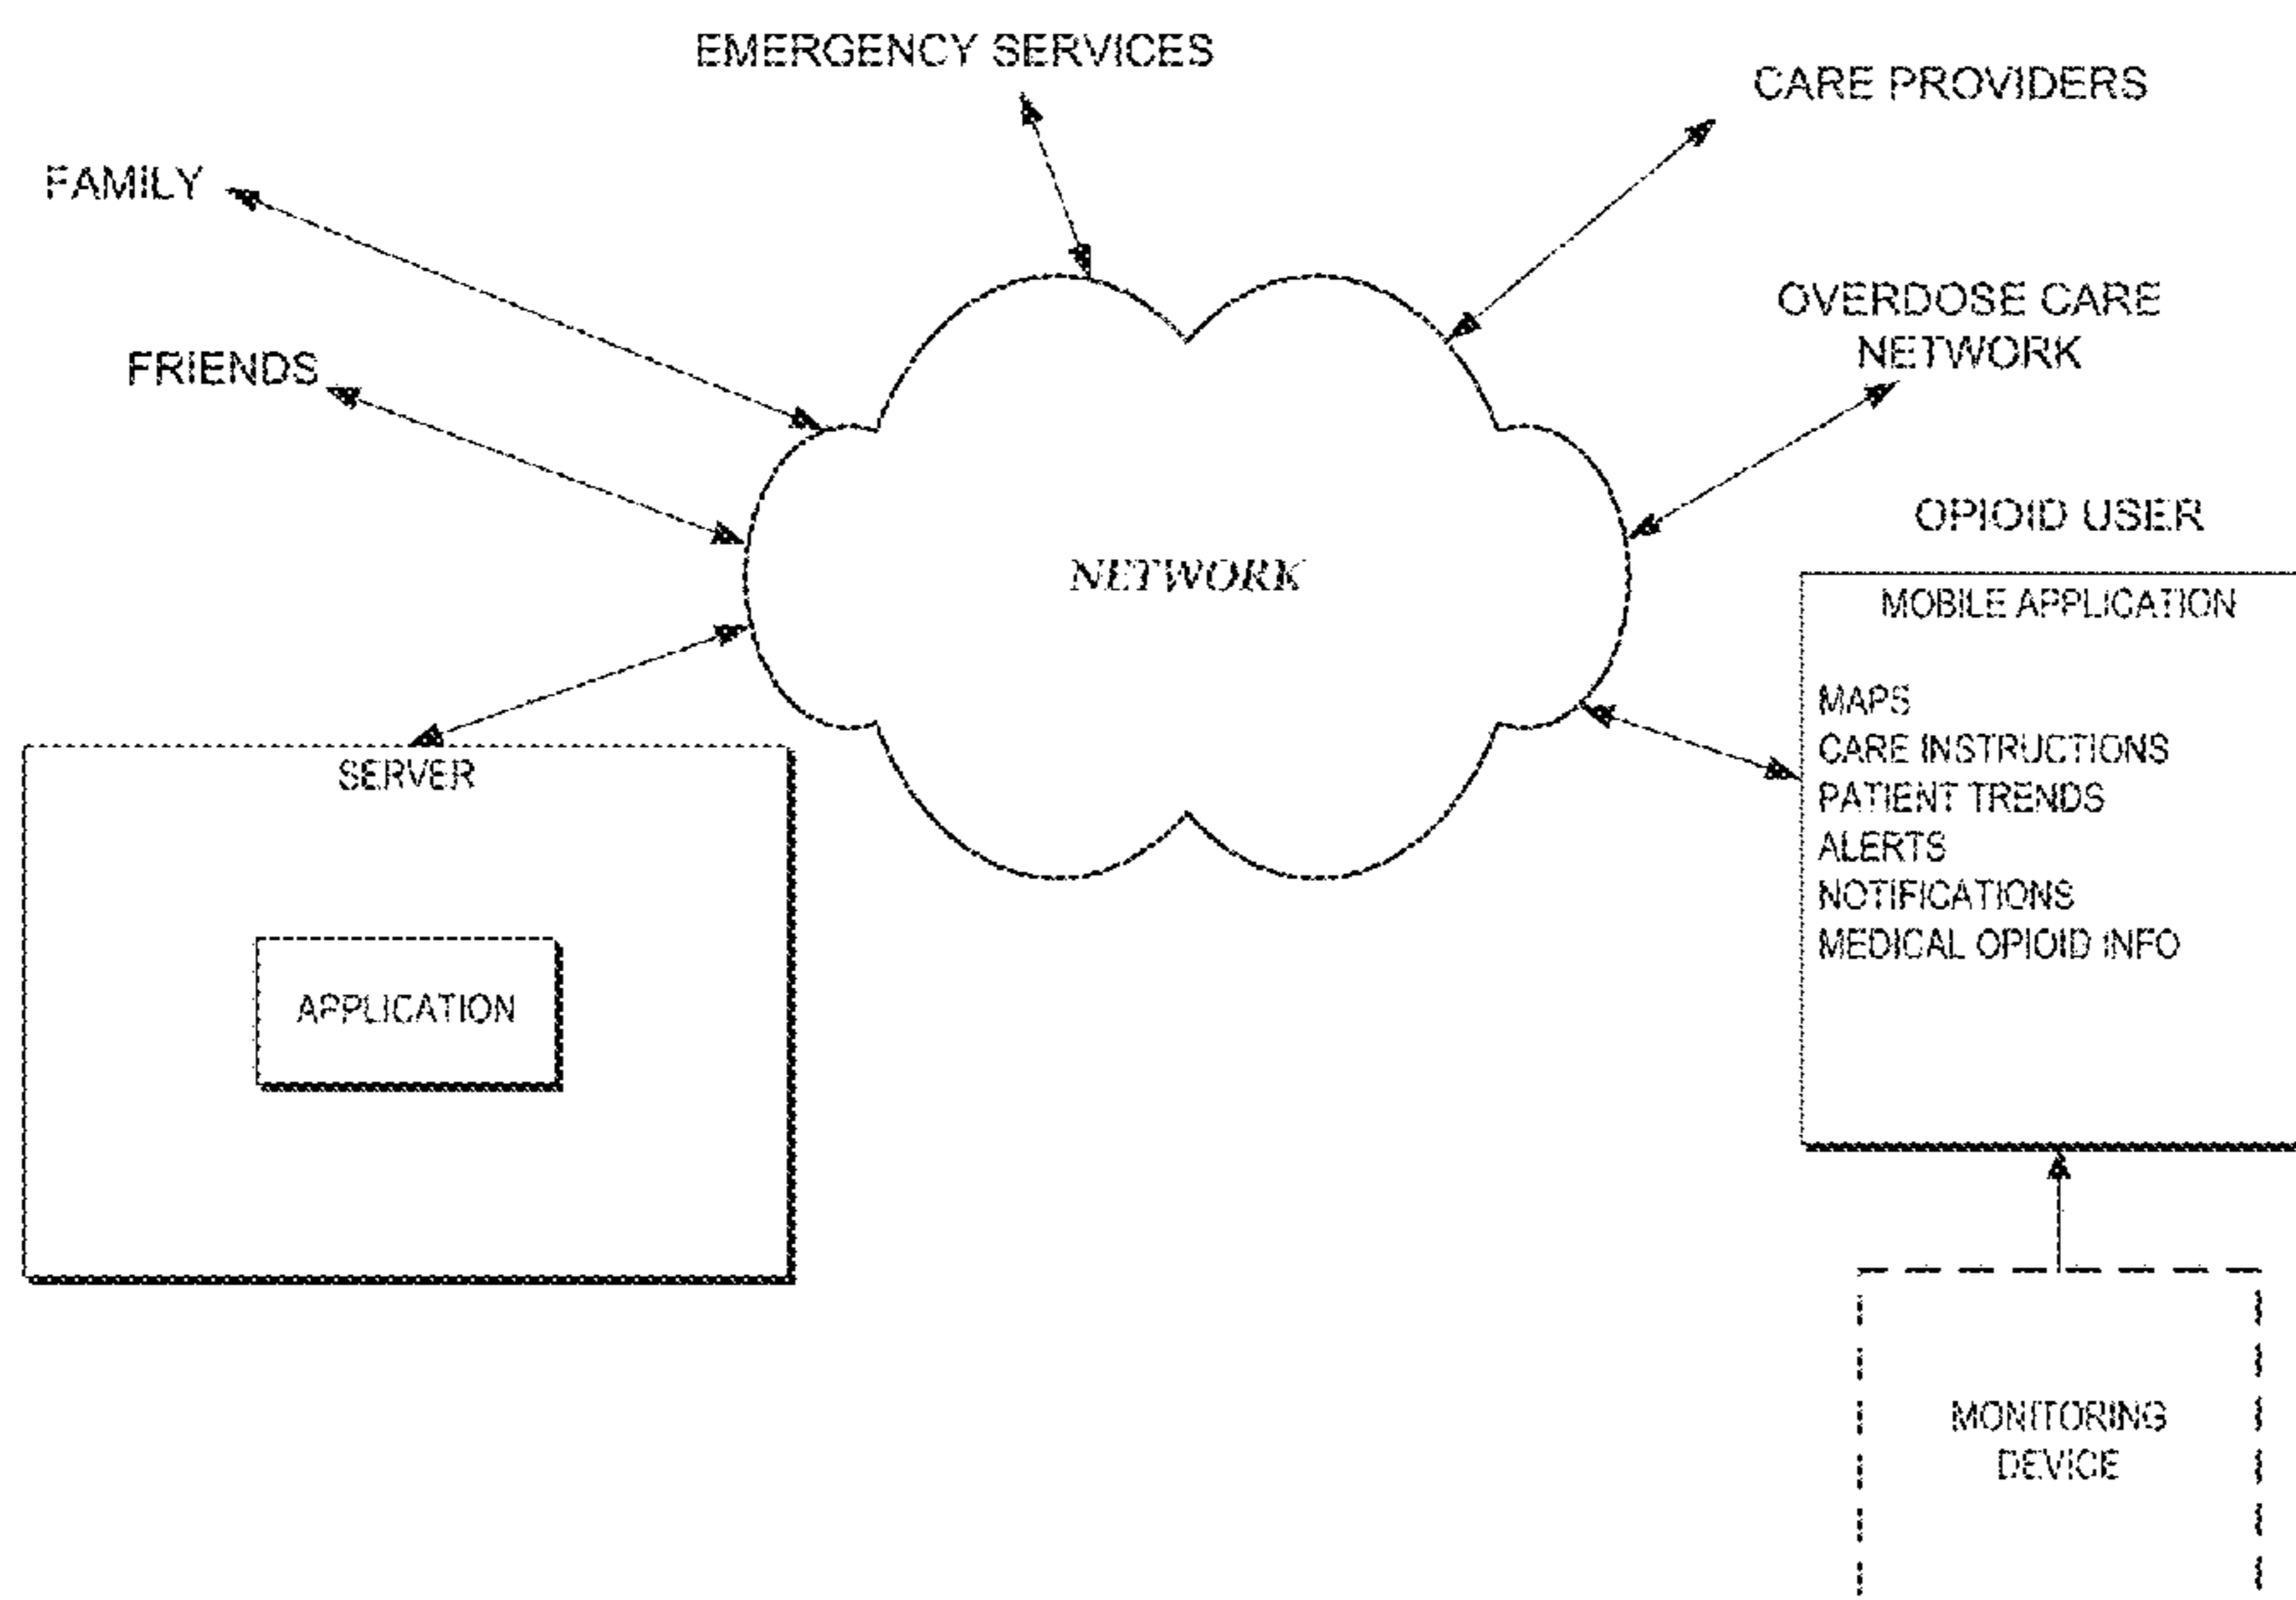 EMERGENCY SERVICES
CARE PROVIDERS
FAMILY
OVERDOSE CARE
NETWORK
FRIENDS
OPIOID USER
NETWORK
MOBILE APPLICATION
MAPS
CARE INSTRUCTIONS
PATIENT TRENDS
ALERTS
NOTIFICATIONS
MEDICAL OPIOID INFO
SERVER
APPLICATION
MONITORING
DEVICE